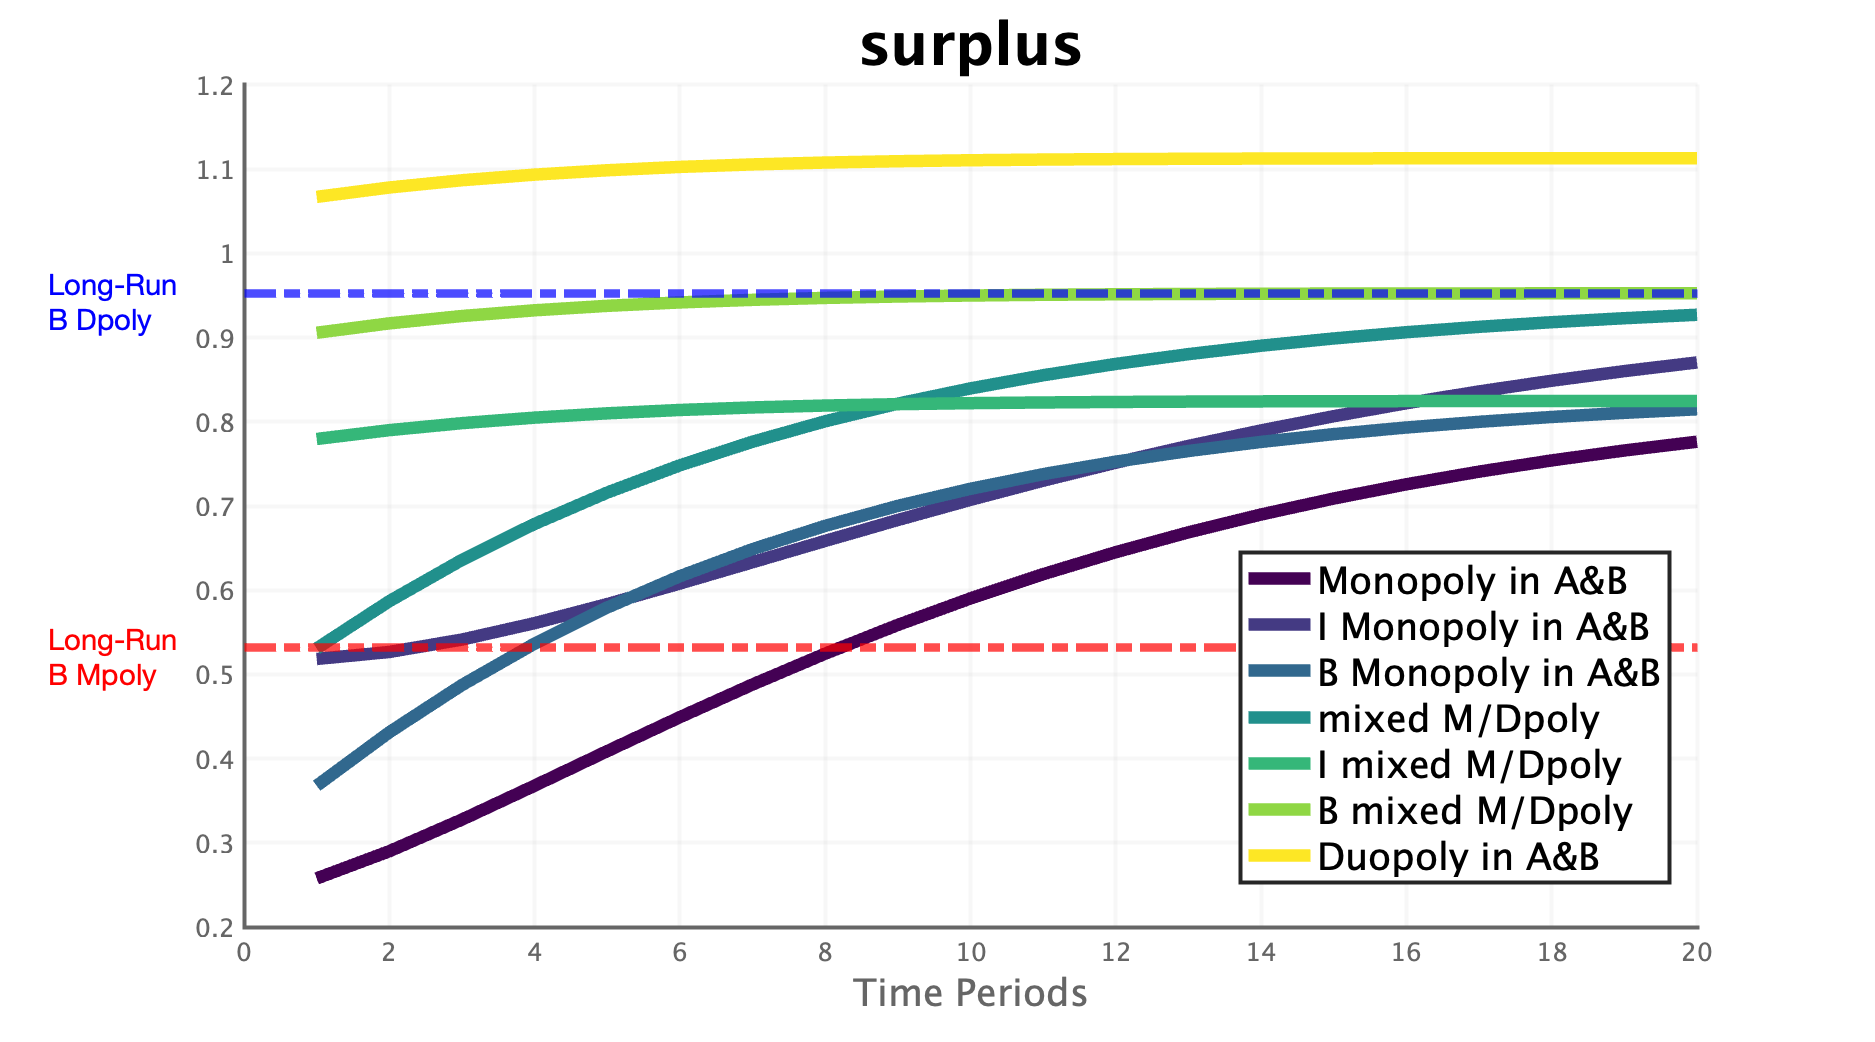 surplus
1.2
1.1
1
0.9
0.8
0.7
0.6
0.5
0.4
0.3
0.2
Long-Run
B Dpoly
Long-Run
B Mpoly
Monopoly in A&B
I Monopoly in A&B
B Monopoly in A&B
mixed M/Dpoly
I mixed M/Dpoly
B mixed M/Dpoly
Duopoly in A&B
0 2 4 6 8 10 12 14 16 18 20
Time Periods